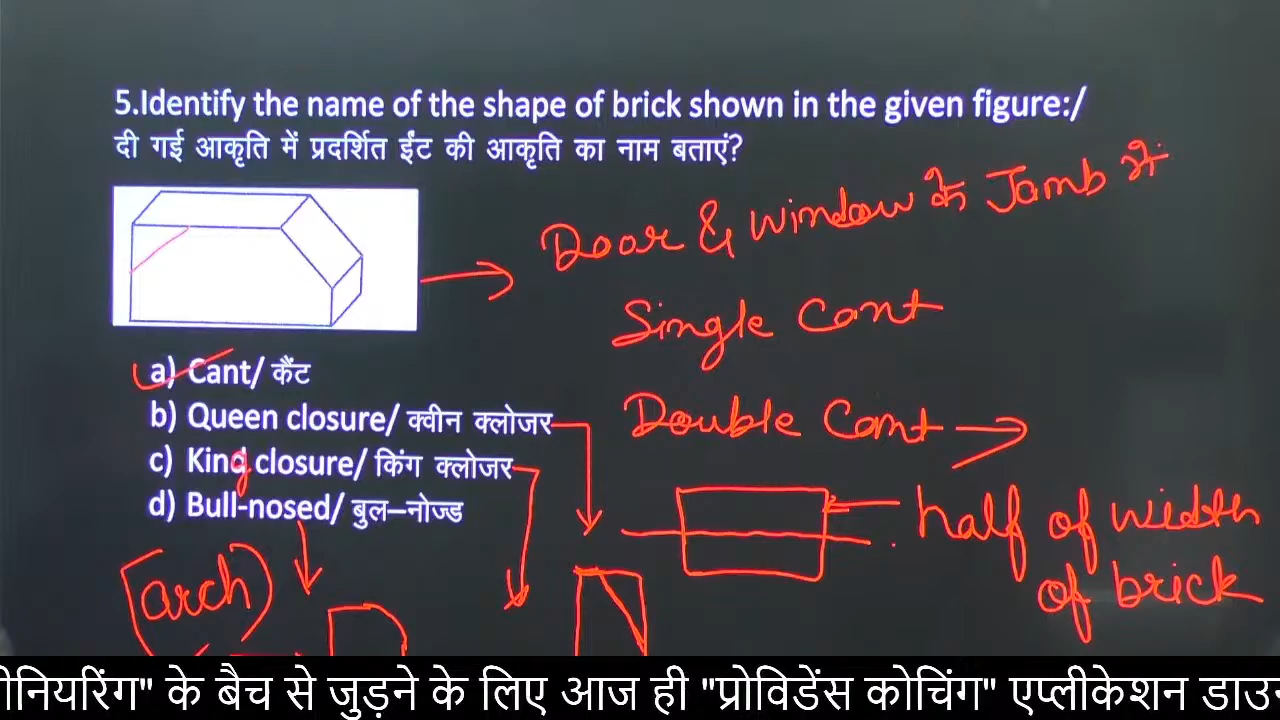 5.Identify the name of the shape of brick shown in the given figure:/
दी गई आकृति में प्रदर्शित ईंट की आकृति का नाम बताएं?
Door & Window के Jamb में
Single Cant
a) Cant/ कैंट
b) Queen closure/ क्वीन क्लोजर
Double Cant
c) King closure/ किंग क्लोजर
d) Bull-nosed/ बुल–नोज्ड
half of width
of brick
(arch)
ीनियरिंग" के बैच से जुड़ने के लिए आज ही "प्रोविडेंस कोचिंग" एप्लीकेशन डाउन